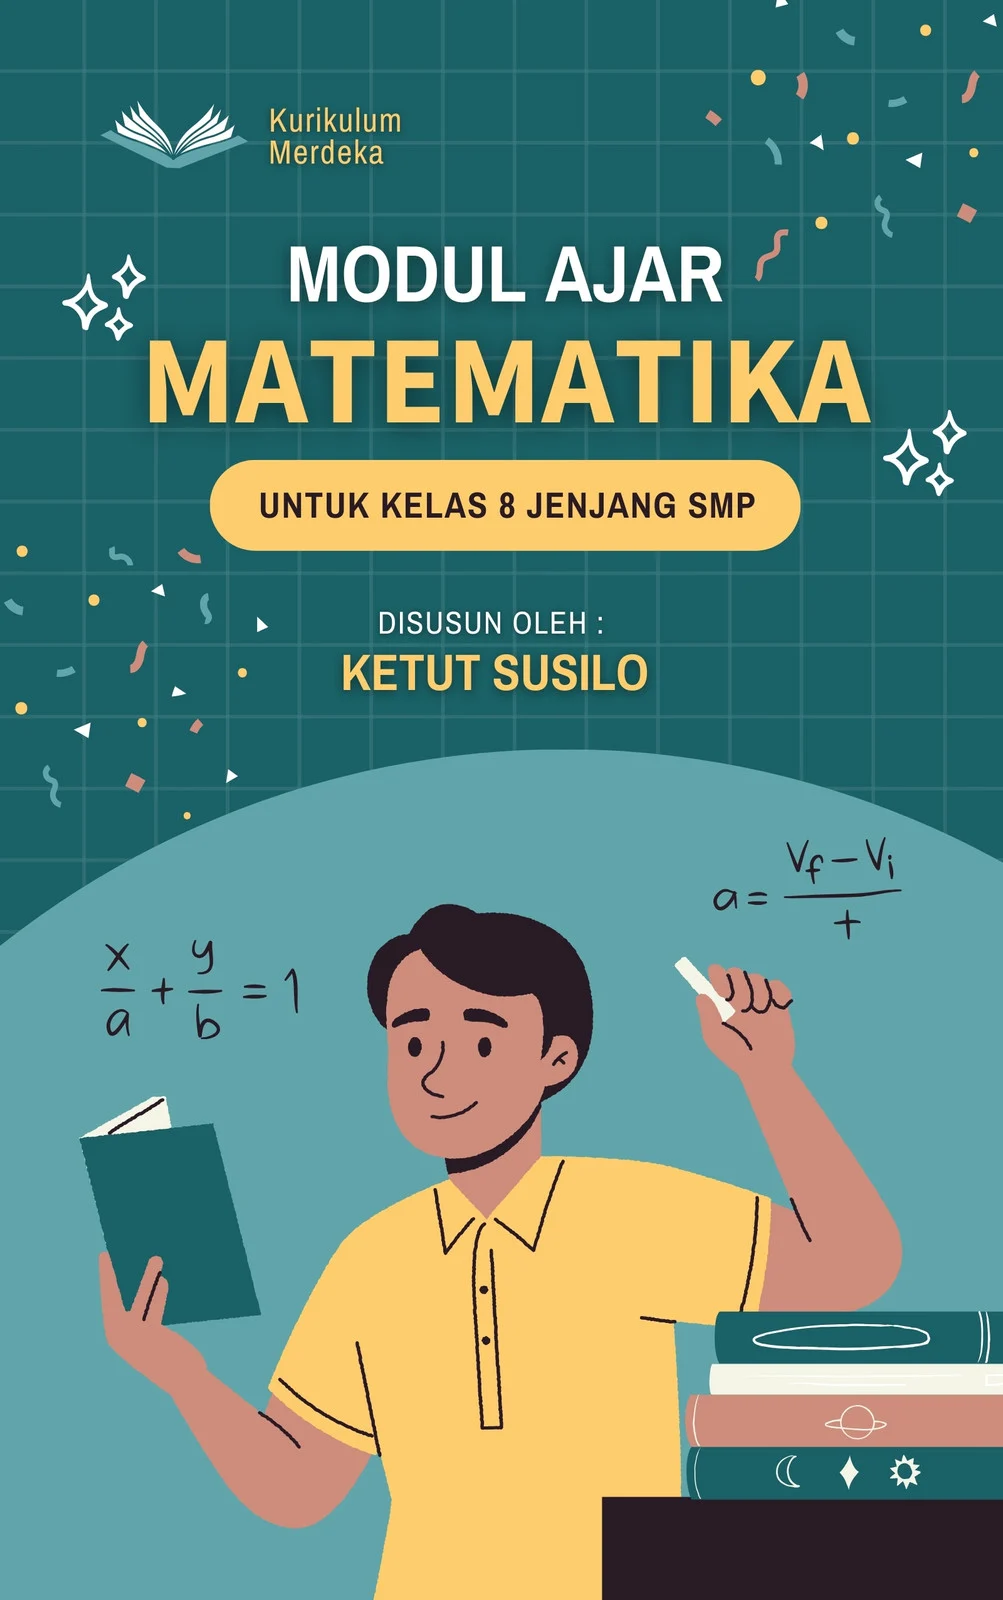 Kurikulum
Merdeka
MODUL AJAR
MATEMATIKA
UNTUK KELAS 8 JENJANG SMP
DISUSUN OLEH :
KETUT SUSILO
a = (Vf - Vi) / t
x/a + y/b = 1